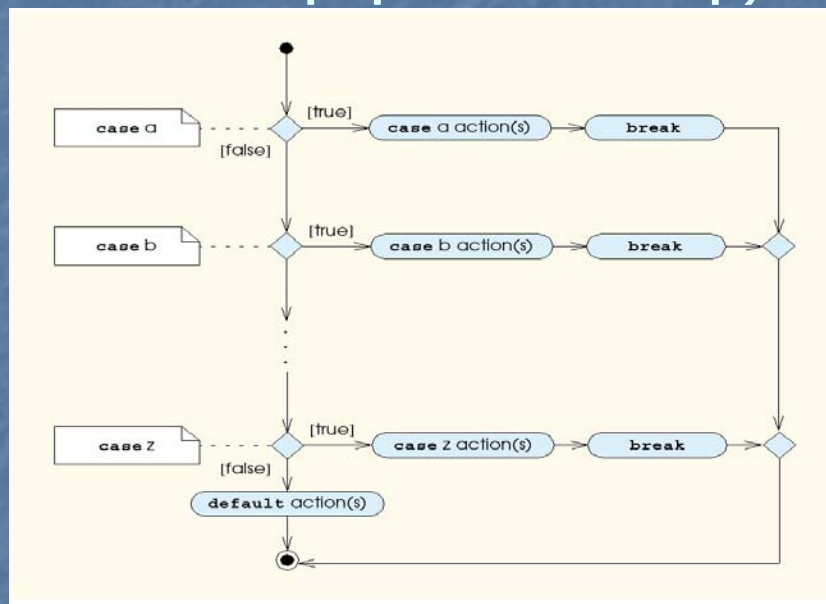 [true]
case a
case a action(s)
break
[false]
[true]
case b
case b action(s)
break
[true]
case z
case z action(s)
break
[false]
default action(s)